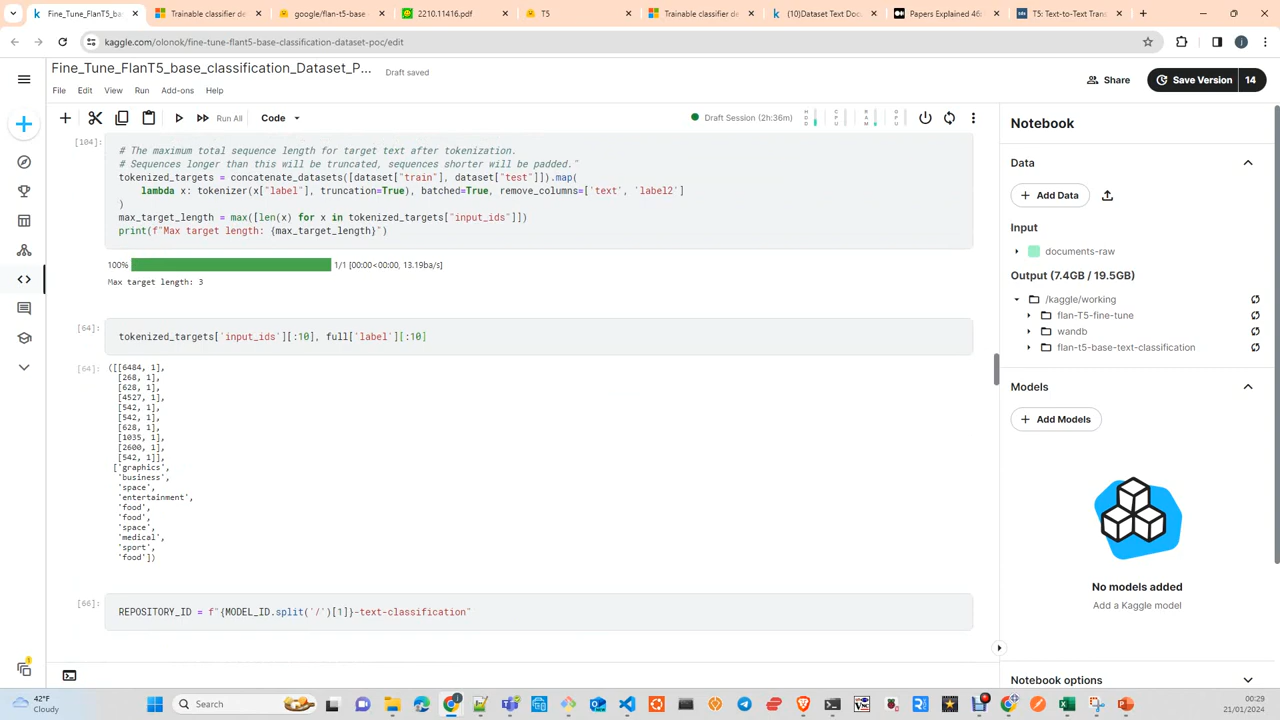 Fine_Tune_FlanT5_b
Trainable classifier de
google/flan-t5-base
2210.11416.pdf
T5
Trainable classifier de
(10)Dataset Text Doc
Papers Explained 46:
T5: Text-to-Text Tran
kaggle.com/olonok/fine-tune-flant5-base-classification-dataset-poc/edit
Fine_Tune_FlanT5_base_classification_Dataset_P...
Draft saved
Share
Save Version
14
File
Edit
View
Run
Add-ons
Help
Run All
Code
Draft Session (2h:36m)
HDD
CPU
RAM
GPU
[104]:
# The maximum total sequence length for target text after tokenization.
# Sequences longer than this will be truncated, sequences shorter will be padded."
tokenized_targets = concatenate_datasets([dataset["train"], dataset["test"]]).map(
lambda x: tokenizer(x["label"], truncation=True), batched=True, remove_columns=['text', 'label2']
)
max_target_length = max([len(x) for x in tokenized_targets["input_ids"]])
print(f"Max target length: {max_target_length}")
100%
1/1 [00:00<00:00, 13.19ba/s]
Max target length: 3
[64]:
tokenized_targets['input_ids'][:10], full['label'][:10]
[64]:
([[6484, 1],
[268, 1],
[628, 1],
[4527, 1],
[542, 1],
[542, 1],
[628, 1],
[1035, 1],
[2600, 1],
[542, 1]],
['graphics',
'business',
'space',
'entertainment',
'food',
'food',
'space',
'medical',
'sport',
'food'])
[66]:
REPOSITORY_ID = f"{MODEL_ID.split('/')[1]}-text-classification"
Notebook
Data
Add Data
Input
documents-raw
Output (7.4GB / 19.5GB)
/kaggle/working
flan-T5-fine-tune
wandb
flan-t5-base-text-classification
Models
Add Models
No models added
Add a Kaggle model
Notebook options
42°F
Cloudy
Search
00:29
21/01/2024